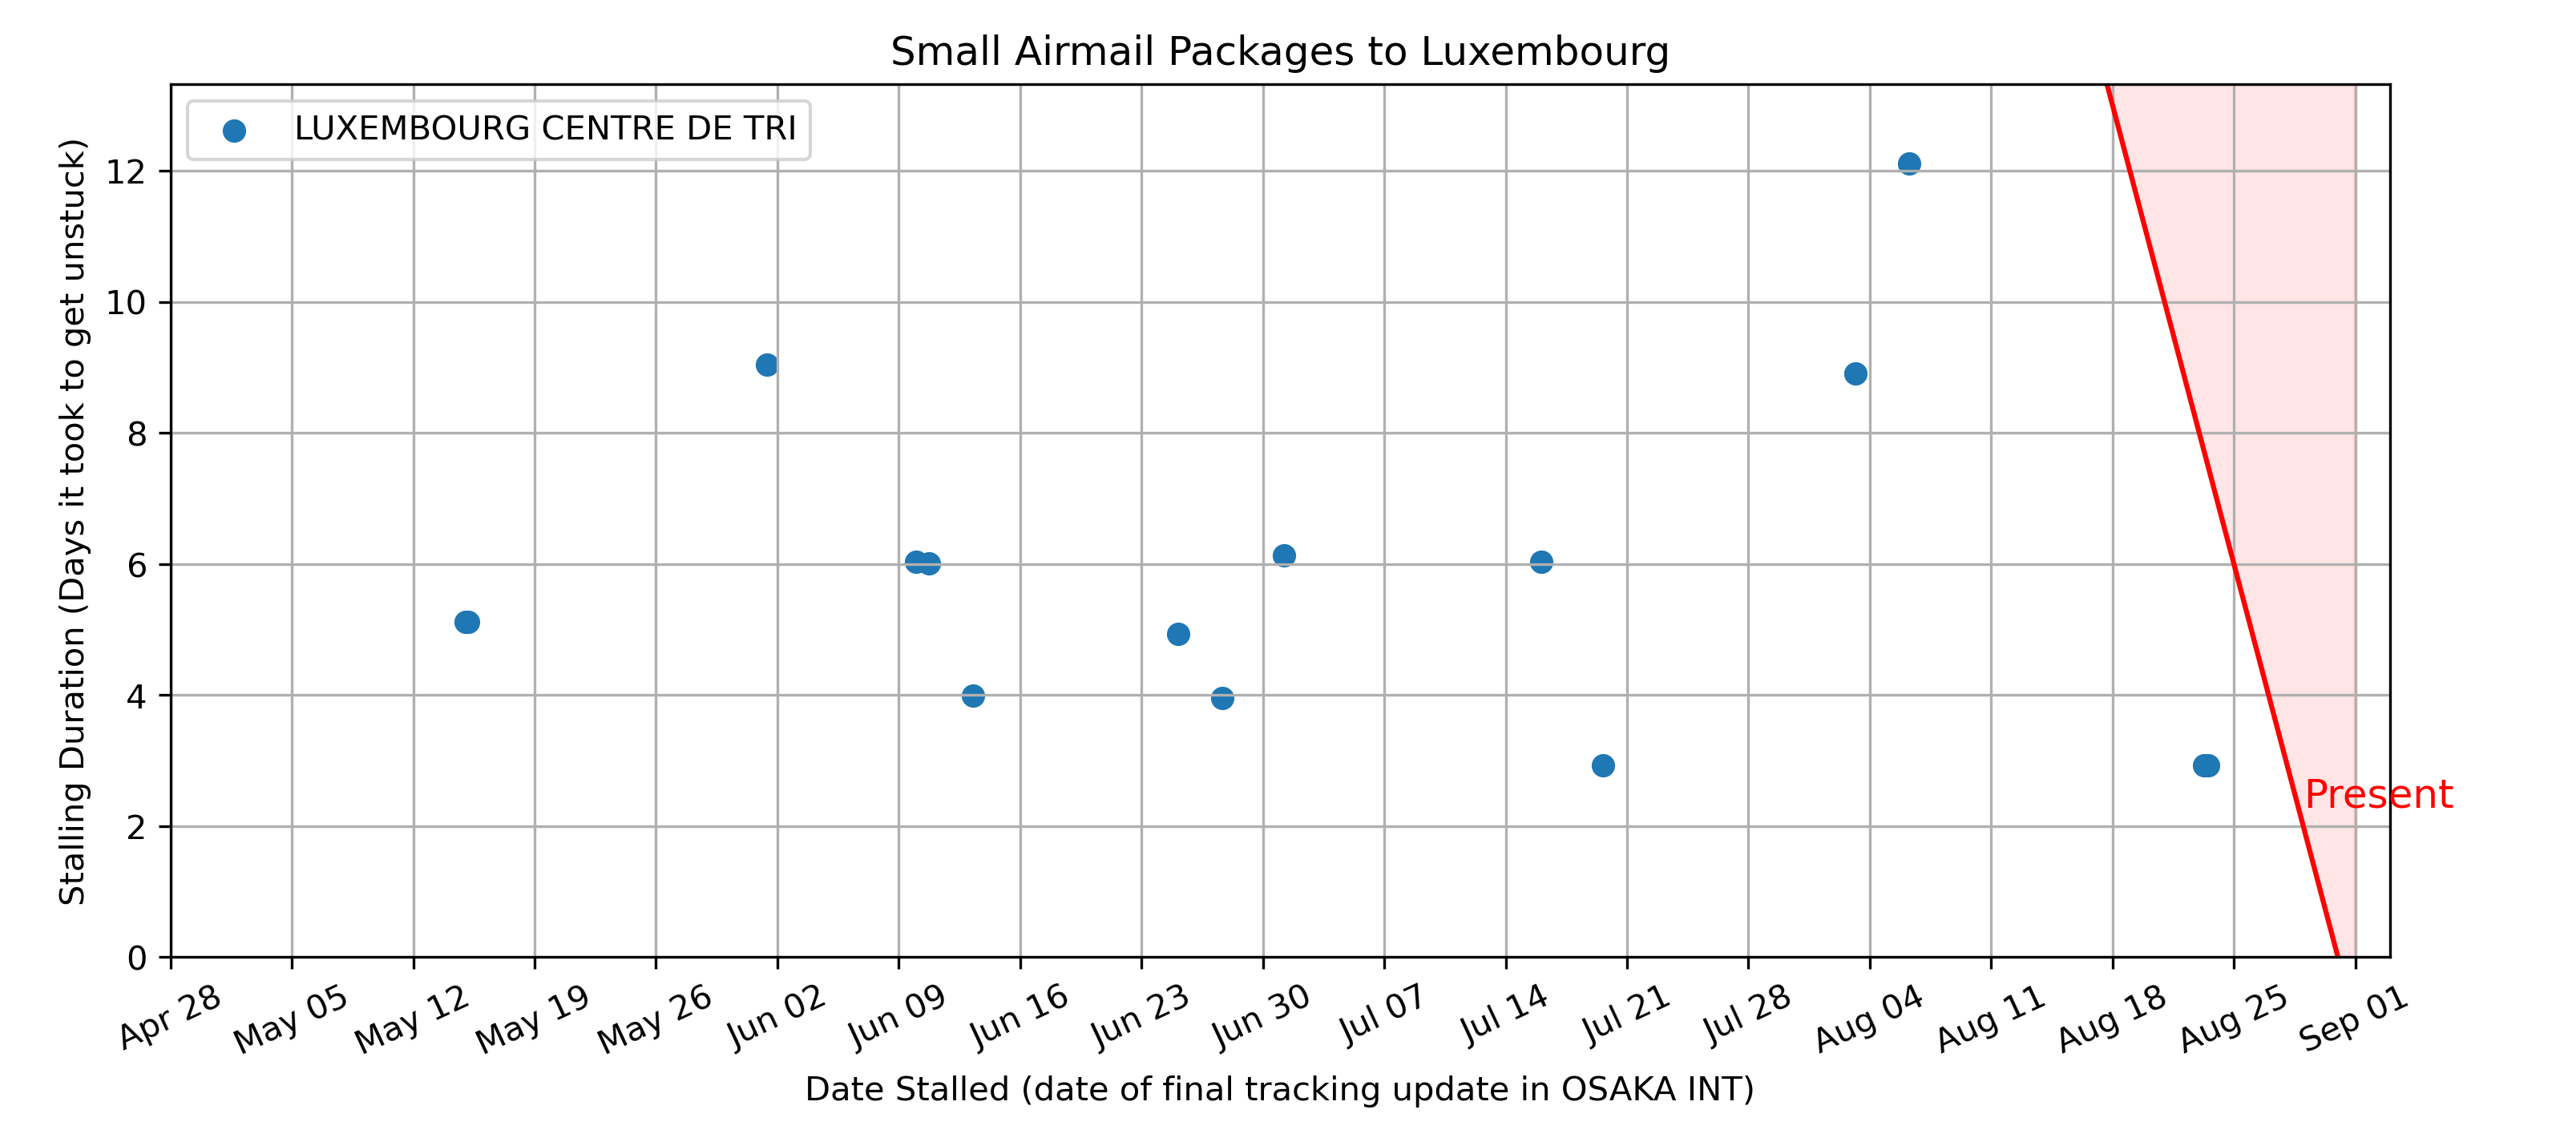 Small Airmail Packages to Luxembourg
LUXEMBOURG CENTRE DE TRI
Stalling Duration (Days it took to get unstuck)
12
10
8
6
4
2
0
Present
Apr 28
May 05
May 12
May 19
May 26
Jun 02
Jun 09
Jun 16
Jun 23
Jun 30
Jul 07
Jul 14
Jul 21
Jul 28
Aug 04
Aug 11
Aug 18
Aug 25
Sep 01
Date Stalled (date of final tracking update in OSAKA INT)